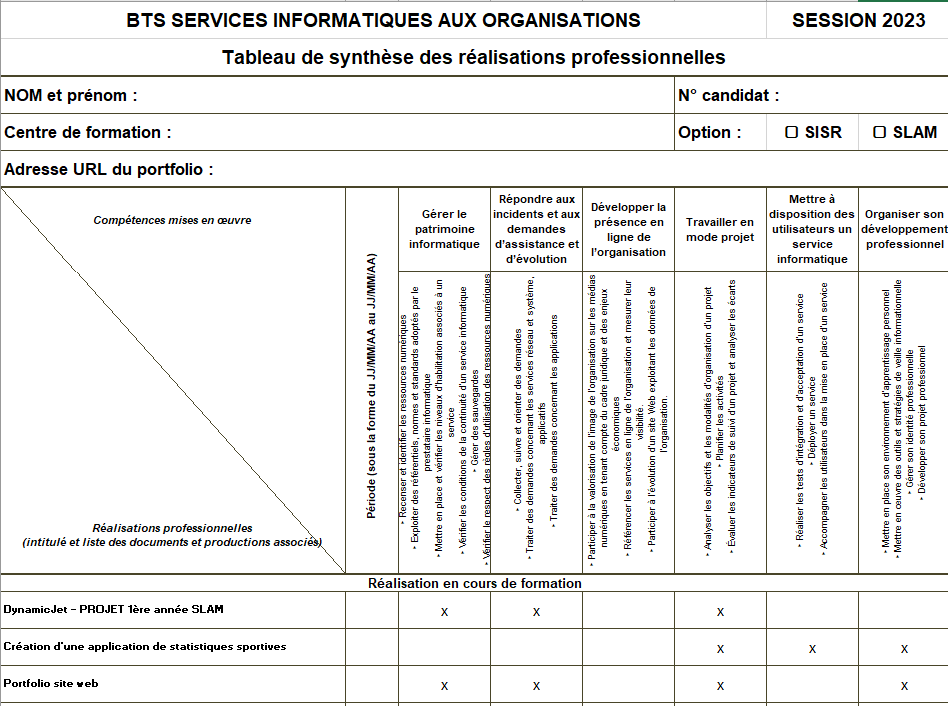 BTS SERVICES INFORMATIQUES AUX ORGANISATIONS
SESSION 2023
Tableau de synthèse des réalisations professionnelles
NOM et prénom :
N° candidat :
Centre de formation :
Option :
SISR
SLAM
Adresse URL du portfolio :
Compétences mises en œuvre
Réalisations professionnelles
(intitulé et liste des documents et productions associés)
Période (sous la forme du JJ/MM/AA au JJ/MM/AA)
Gérer le
patrimoine
informatique
Répondre aux
incidents et aux
demandes
d'assistance et
d'évolution
Développer la
présence en
ligne de
l'organisation
Travailler en
mode projet
Mettre à
disposition des
utilisateurs un
service
informatique
Organiser son
développement
professionnel
‣ Recenser et identifier les ressources numériques
‣ Exploiter des référentiels, normes et standards adoptés par le
prestataire informatique
‣ Mettre en place et vérifier les niveaux d'habilitation associés à un
service
‣ Vérifier les conditions de la continuité d'un service informatique
‣ Gérer des sauvegardes
‣ Vérifier le respect des règles d'utilisation des ressources numériques
‣ Collecter, suivre et orienter des demandes
‣ Traiter des demandes concernant les services réseau et système,
applicatifs
‣ Traiter des demandes concernant les applications
‣ Participer à la valorisation de l'image de l'organisation sur les médias
numériques en tenant compte du cadre juridique et des enjeux
économiques
‣ Référencer les services en ligne de l'organisation et mesurer leur
visibilité.
‣ Participer à l'évolution d'un site Web exploitant les données de
l'organisation.
‣ Analyser les objectifs et les modalités d'organisation d'un projet
‣ Planifier les activités
‣ Évaluer les indicateurs de suivi d'un projet et analyser les écarts
‣ Réaliser les tests d'intégration et d'acceptation d'un service
‣ Déployer un service
‣ Accompagner les utilisateurs dans la mise en place d'un service
‣ Mettre en place son environnement d'apprentissage personnel
‣ Mettre en œuvre des outils et stratégies de veille informationnelle
‣ Gérer son identité professionnelle
‣ Développer son projet professionnel
Réalisation en cours de formation
DynamicJet - PROJET 1ère année SLAM
X X X
Création d'une application de statistiques sportives
X X X
Portfolio site web
X X X X